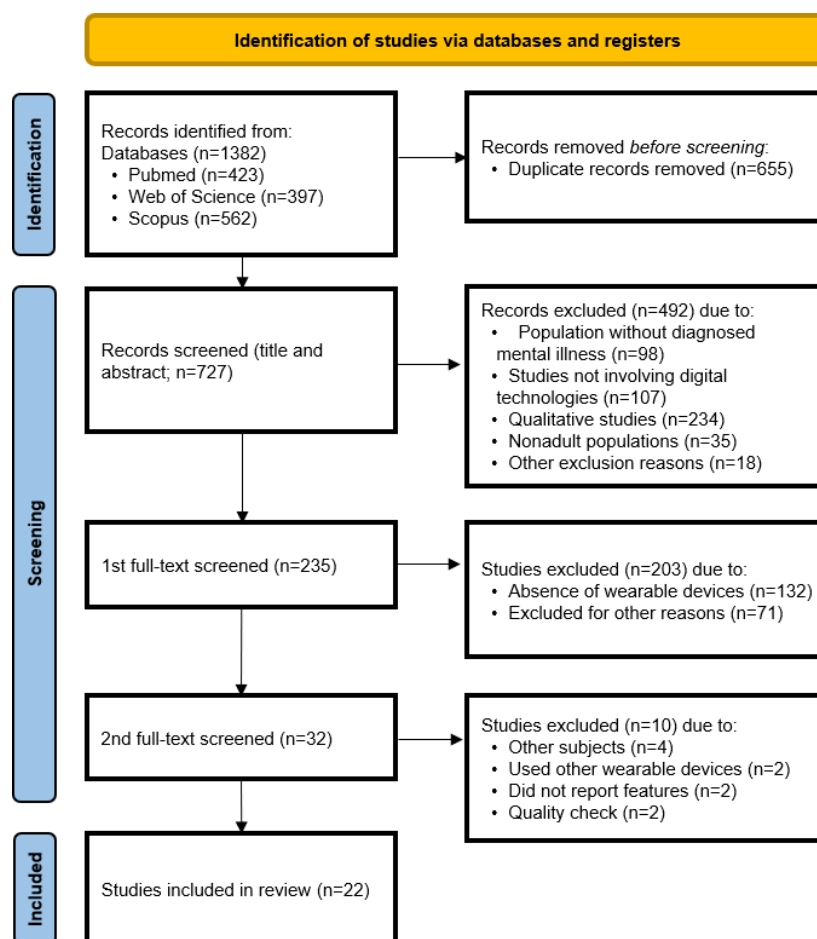 Identification of studies via databases and registers
Identification
Records identified from:
Databases (n=1382)
• Pubmed (n=423)
• Web of Science (n=397)
• Scopus (n=562)
Records removed before screening:
• Duplicate records removed (n=655)
Screening
Records screened (title and
abstract; n=727)
Records excluded (n=492) due to:
• Population without diagnosed
mental illness (n=98)
• Studies not involving digital
technologies (n=107)
• Qualitative studies (n=234)
• Nonadult populations (n=35)
• Other exclusion reasons (n=18)
1st full-text screened (n=235)
Studies excluded (n=203) due to:
• Absence of wearable devices (n=132)
• Excluded for other reasons (n=71)
2nd full-text screened (n=32)
Studies excluded (n=10) due to:
• Other subjects (n=4)
• Used other wearable devices (n=2)
• Did not report features (n=2)
• Quality check (n=2)
Included
Studies included in review (n=22)